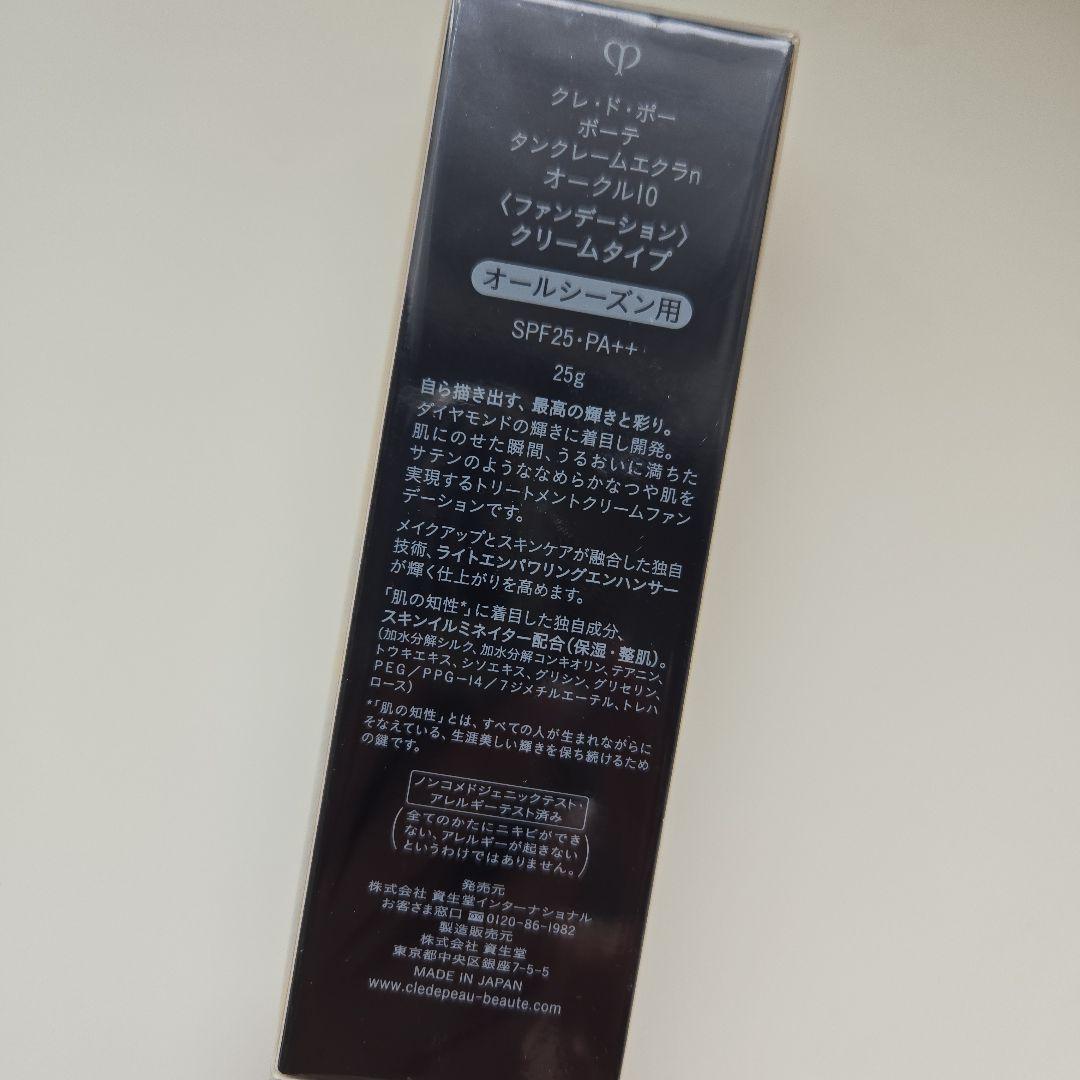 クレ・ド・ポー
ボーテ
タンクレームエクラn
オークル10
〈ファンデーション〉
クリームタイプ
オールシーズン用
SPF25・PA++
25g
自ら描き出す、最高の輝きと彩り。
ダイヤモンドの輝きに着目し開発。
肌にのせた瞬間、うるおいに満ちた
サテンのようななめらかなつや肌を
実現するトリートメントクリームファン
デーションです。
メイクアップとスキンケアが融合した独自
技術、ライトエンパワリングエンハンサー
が輝く仕上がりを高めます。
「肌の知性*」に着目した独自成分、
スキンイルミネイター配合(保湿・整肌)。
(加水分解シルク、加水分解コンキオリン、テアニン、
トウキエキス、シソエキス、グリシン、グリセリン、
PEG/PPG-14/7ジメチルエーテル、トレハ
ロース)
*「肌の知性」とは、すべての人が生まれながらに
そなえている、生涯美しい輝きを保ち続けるため
の鍵です。
ノンコメドジェニックテスト、
アレルギーテスト済み
(全てのかたにニキビができ
ない、アレルギーが起きない
というわけではありません。)
発売元
株式会社 資生堂インターナショナル
お客さま窓口 0120-86-1982
製造販売元
株式会社 資生堂
東京都中央区銀座7-5-5
MADE IN JAPAN
www.cledepeau-beaute.com